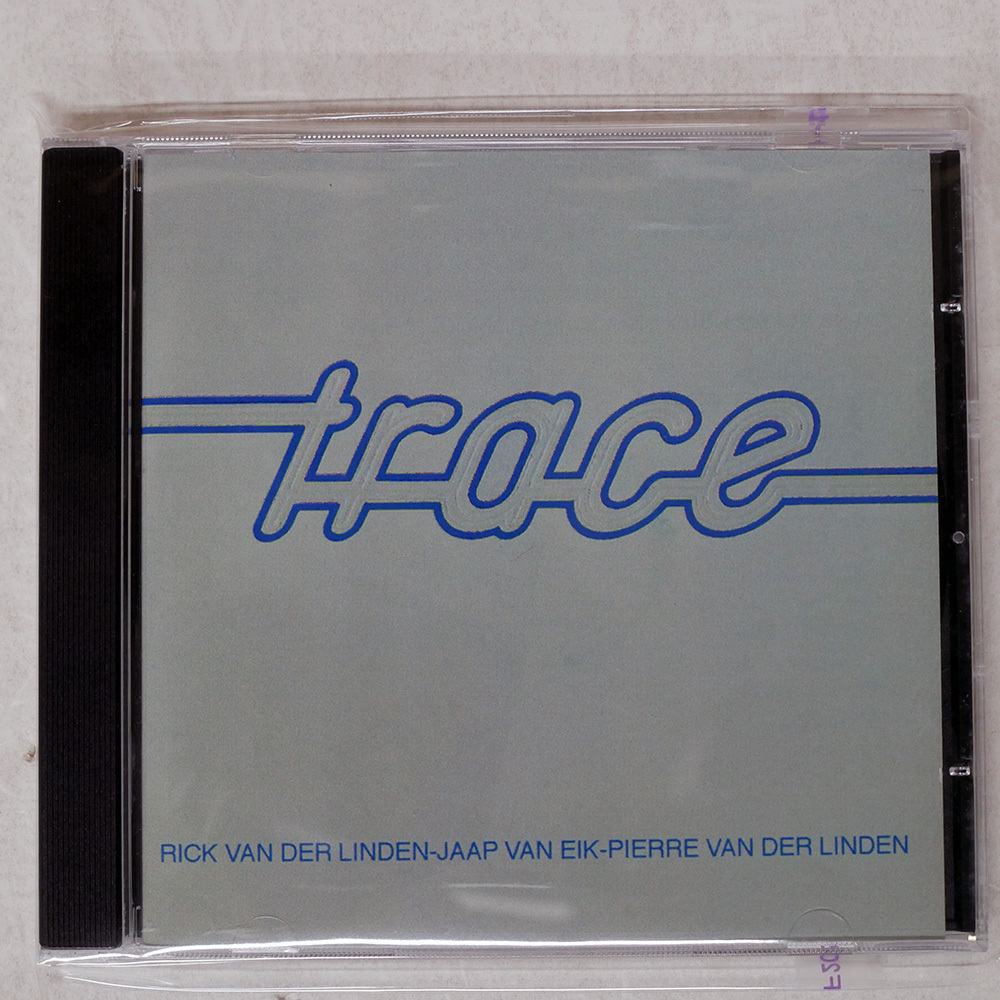 trace
RICK VAN DER LINDEN-JAAP VAN EIK-PIERRE VAN DER LINDEN